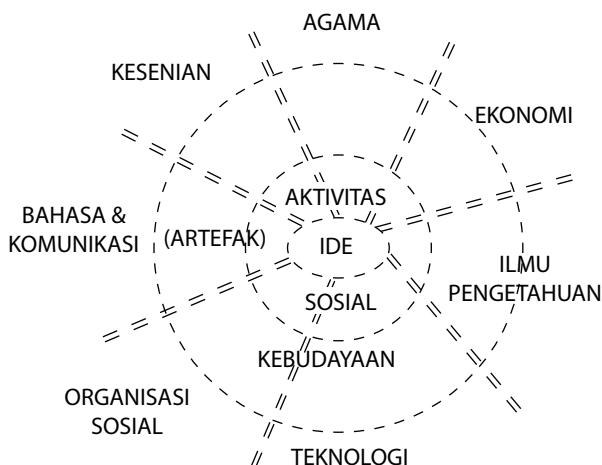 AGAMA
KESENIAN
EKONOMI
AKTIVITAS
BAHASA &
KOMUNIKASI
(ARTEFAK)
IDE
ILMU
PENGETAHUAN
SOSIAL
KEBUDAYAAN
ORGANISASI
SOSIAL
TEKNOLOGI